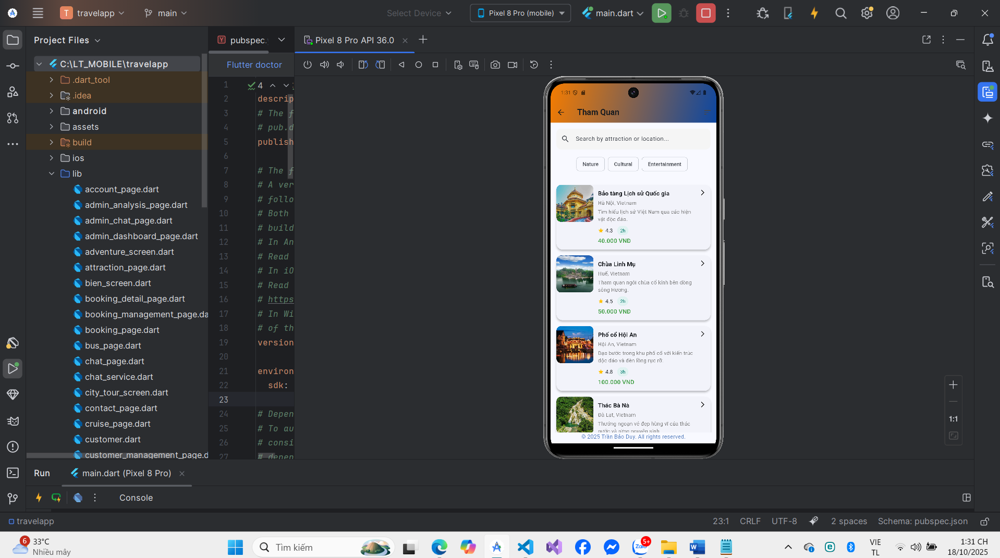 T travelapp
main
Select Device
Pixel 8 Pro (mobile)
main.dart
Project Files
pubspec.
Pixel 8 Pro API 36.0
C:\LT_MOBILE\travelapp
.dart_tool
.idea
android
assets
build
ios
lib
account_page.dart
admin_analysis_page.dart
admin_chat_page.dart
admin_dashboard_page.dart
adventure_screen.dart
attraction_page.dart
bien_screen.dart
booking_detail_page.dart
booking_management_page.da
booking_page.dart
bus_page.dart
chat_page.dart
chat_service.dart
city_tour_screen.dart
contact_page.dart
cruise_page.dart
customer.dart
customer_management_page.d
Flutter doctor
4
1
2 descrip
3 # The f
4 # pub.d
5 publish
6
7 # The f
8 # A ver
9 # follo
10 # Both
11 # build
12 # In An
13 # Read
14 # In iO
15 # Read
16 # https
17 # In Wi
18 # of th
19 version
20
21 environ
22 sdk:
23
24 # Depen
25 # To au
26 # consi
27 # depen
1:31
Tham Quan
Search by attraction or location...
Nature Cultural Entertainment
Bảo tàng Lịch sử Quốc gia
Hà Nội, Vietnam
Tìm hiểu lịch sử Việt Nam qua các hiện
vật độc đáo.
4.3 2h
40.000 VND
Chùa Linh Mụ
Huế, Vietnam
Tham quan ngôi chùa cổ kính bên dòng
sông Hương.
4.5 2h
50.000 VND
Phố cổ Hội An
Hội An, Vietnam
Dạo bước trong khu phố cổ với kiến trúc
độc đáo và đèn lồng rực rỡ.
4.8 3h
100.000 VND
Thác Bà Nà
Đà Lạt, Vietnam
Thưởng ngoạn vẻ đẹp hùng vĩ của thác
nước và rừng nguyên sinh
© 2025 Trần Bảo Duy. All rights reserved.
1:1
Run
main.dart (Pixel 8 Pro)
Console
travelapp
23:1 CRLF UTF-8 2 spaces Schema: pubspec.json
6
33°C
Nhiều mây
Tìm kiếm
Zalo
5+
VIE
TL
1:31 CH
18/10/2025